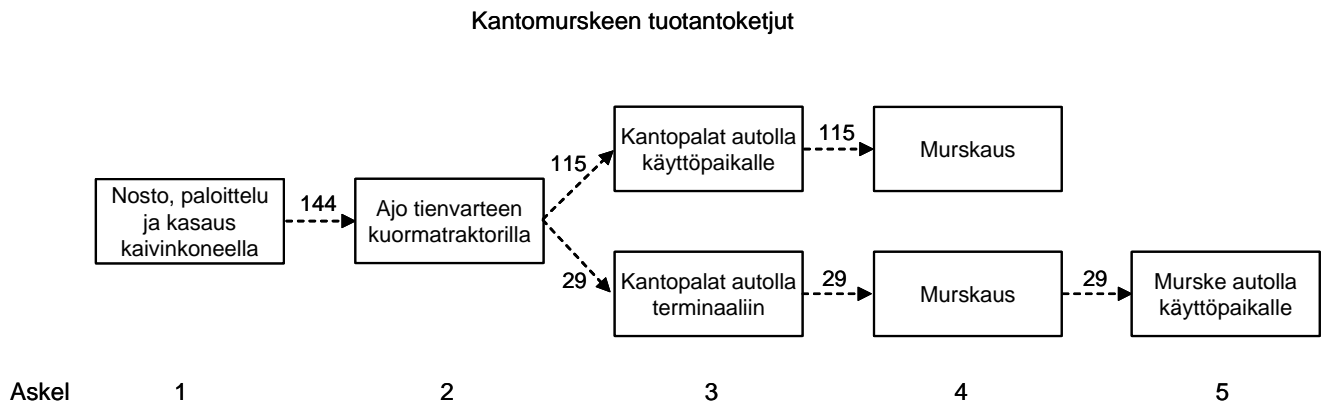 Kantomurskeen tuotantoketjut
Nosto, paloittelu
ja kasaus
kaivinkoneella
144
Ajo tienvarteen
kuormatraktorilla
115
29
Kantopalat autolla
käyttöpaikalle
115
Murskaus
Kantopalat autolla
terminaaliin
29
Murskaus
29
Murske autolla
käyttöpaikalle
Askel 1 2 3 4 5